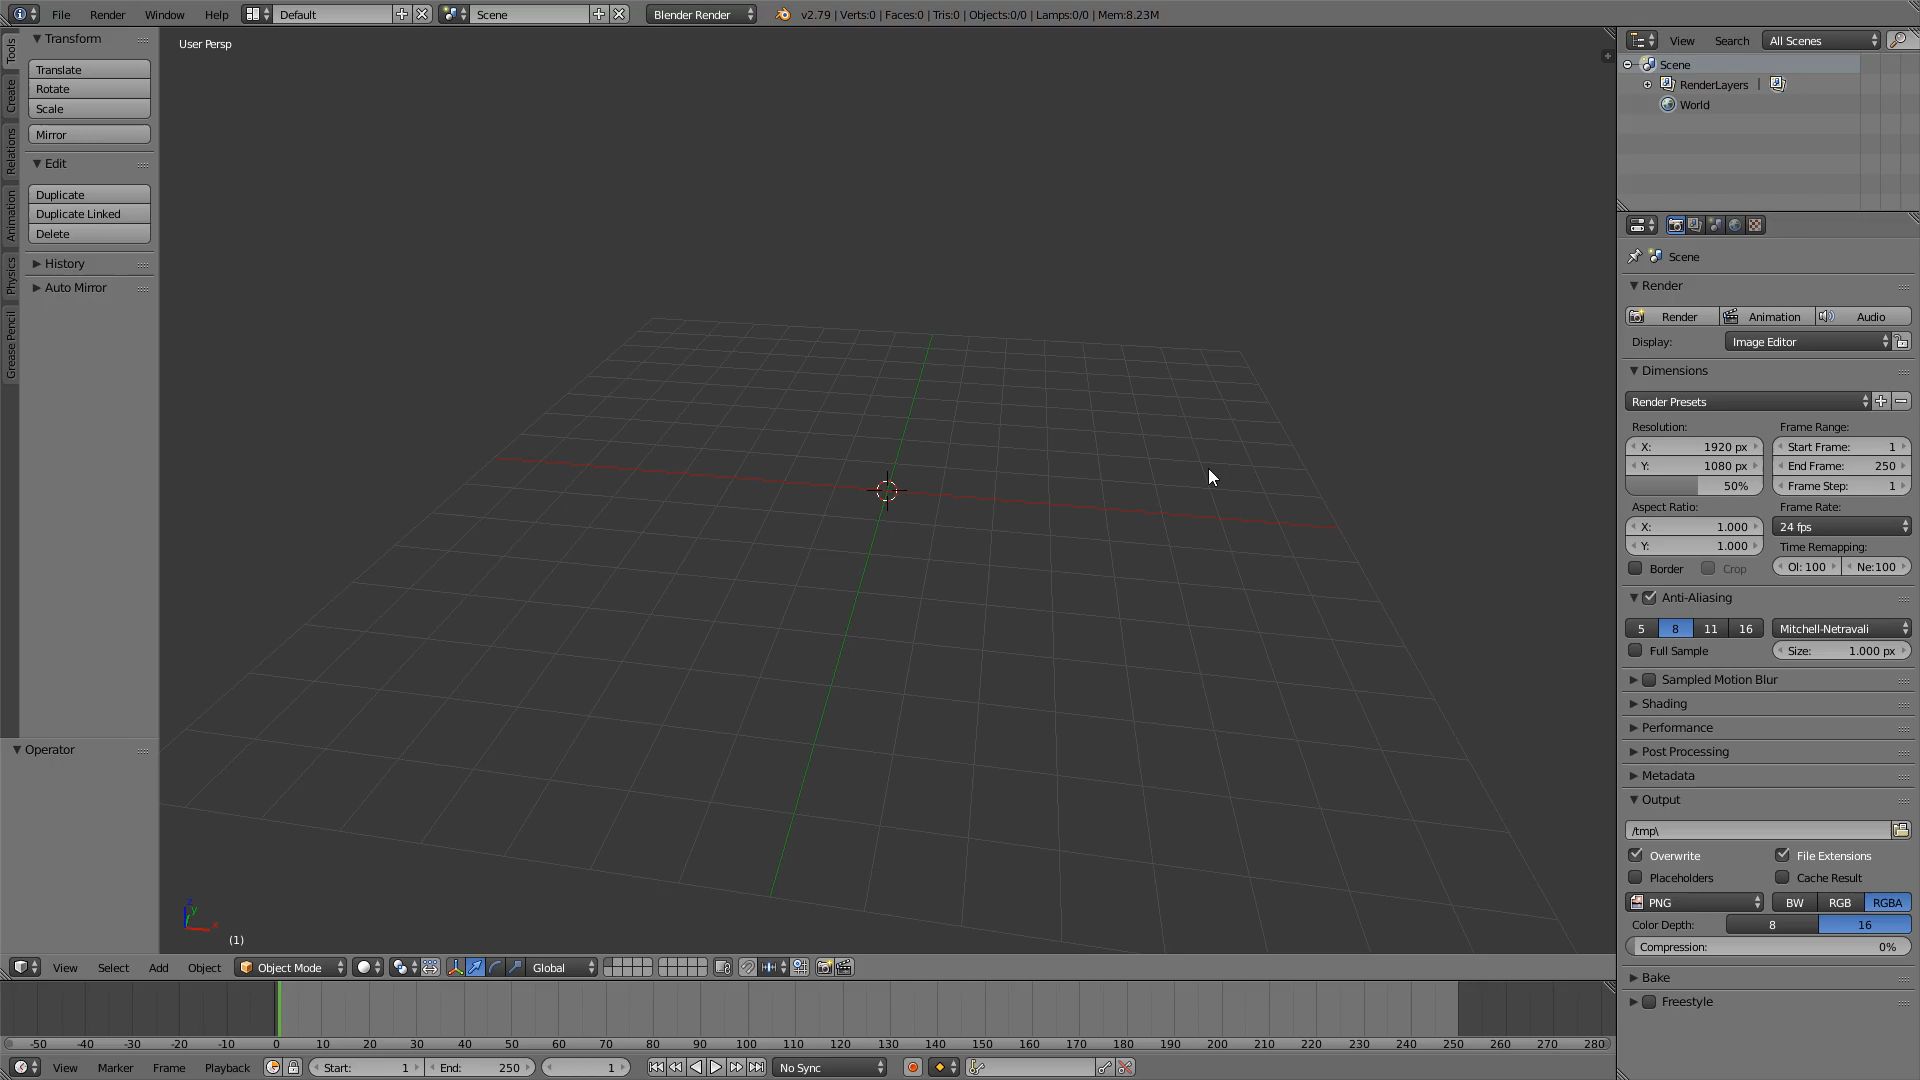 File Render Window Help Default Scene Blender Render v2.79 | Verts:0 | Faces:0 | Tris:0 | Objects:0/0 | Lamps:0/0 | Mem:8.23M
Tools
Create
Relations
Animation
Physics
Grease Pencil
Transform
Translate
Rotate
Scale
Mirror
Edit
Duplicate
Duplicate Linked
Delete
History
Auto Mirror
Operator
User Persp
z
y
x
(1)
View Search All Scenes
Scene
RenderLayers |
World
Scene
Render
Render Animation Audio
Display: Image Editor
Dimensions
Render Presets
Resolution: Frame Range:
X: 1920 px Start Frame: 1
Y: 1080 px End Frame: 250
50% Frame Step: 1
Aspect Ratio: Frame Rate:
X: 1.000 24 fps
Y: 1.000 Time Remapping:
Border Crop Ol: 100 Ne:100
Anti-Aliasing
5 8 11 16 Mitchell-Netravali
Full Sample Size: 1.000 px
Sampled Motion Blur
Shading
Performance
Post Processing
Metadata
Output
/tmp\
Overwrite File Extensions
Placeholders Cache Result
PNG BW RGB RGBA
Color Depth: 8 16
Compression: 0%
Bake
Freestyle
View Select Add Object Object Mode Global
-50 -40 -30 -20 -10 0 10 20 30 40 50 60 70 80 90 100 110 120 130 140 150 160 170 180 190 200 210 220 230 240 250 260 270 280
View Marker Frame Playback Start: 1 End: 250 1 No Sync